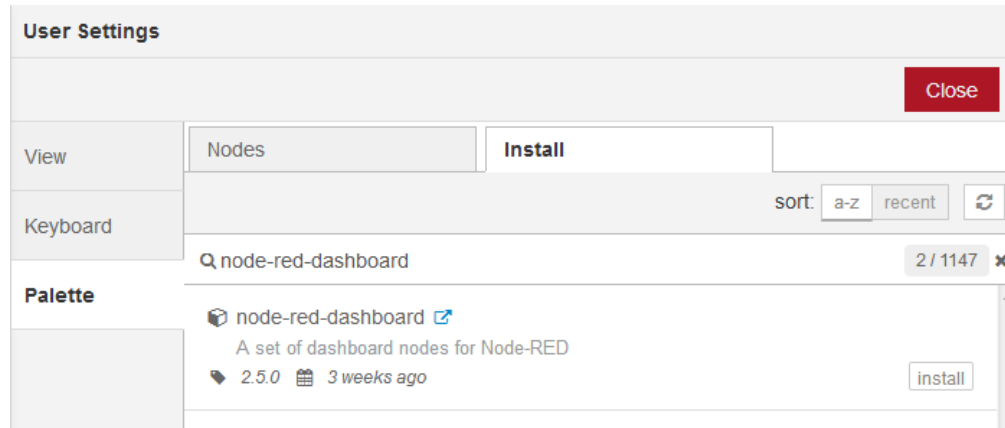 User Settings
Close
View
Nodes
Install
sort: a-z recent
Keyboard
node-red-dashboard
2 / 1147
Palette
node-red-dashboard
A set of dashboard nodes for Node-RED
2.5.0 3 weeks ago
install